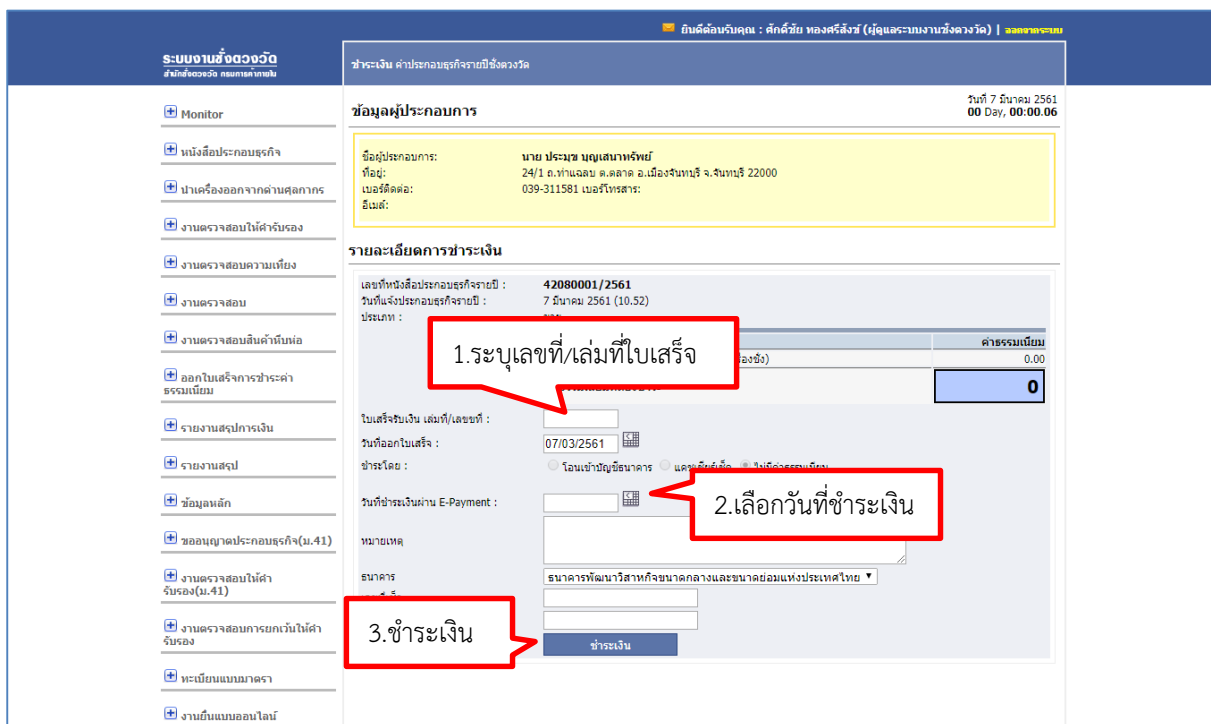 ยินดีต้อนรับคุณ : ศักดิ์ชัย ทองศรีสังข์ (ผู้ดูแลระบบงานชั่งตวงวัด) | ออกจากระบบ
ระบบงานชั่งตวงวัด
สำนักชั่งตวงวัด กรมการค้าภายใน
ชำระเงิน ค่าประกอบธุรกิจรายปีชั่งตวงวัด
Monitor
หนังสือประกอบธุรกิจ
นำเครื่องออกจากด่านศุลกากร
งานตรวจสอบให้คำรับรอง
งานตรวจสอบความเที่ยง
งานตรวจสอบ
งานตรวจสอบสินค้าหีบห่อ
ออกใบเสร็จการชำระค่า
ธรรมเนียม
รายงานสรุปการเงิน
รายงานสรุป
ข้อมูลหลัก
ขออนุญาตประกอบธุรกิจ(ม.41)
งานตรวจสอบให้คำ
รับรอง(ม.41)
งานตรวจสอบการยกเว้นให้คำ
รับรอง
ทะเบียนแบบมาตรา
งานยื่นแบบออนไลน์
ข้อมูลผู้ประกอบการ
วันที่ 7 มีนาคม 2561
00 Day, 00:00.06
ชื่อผู้ประกอบการ: นาย ประมุข บุญเสนาทรัพย์
ที่อยู่: 24/1 ถ.ท่าแฉลบ ต.ตลาด อ.เมืองจันทบุรี จ.จันทบุรี 22000
เบอร์ติดต่อ: 039-311581 เบอร์โทรสาร:
อีเมล์:
รายละเอียดการชำระเงิน
เลขที่หนังสือประกอบธุรกิจรายปี : 42080001/2561
วันที่แจ้งประกอบธุรกิจรายปี : 7 มีนาคม 2561 (10.52)
ประเภท :
1.ระบุเลขที่/เล่มที่ใบเสร็จ
ค่าธรรมเนียม
0.00
0
ใบเสร็จรับเงิน เล่มที่/เลขที่ :
วันที่ออกใบเสร็จ : 07/03/2561
ชำระโดย : โอนเข้าบัญชีธนาคาร แคชเชียร์เช็ค ไม่มีค่าธรรมเนียม
วันที่ชำระเงินผ่าน E-Payment :
2.เลือกวันที่ชำระเงิน
หมายเหตุ
ธนาคาร ธนาคารพัฒนาวิสาหกิจขนาดกลางและขนาดย่อมแห่งประเทศไทย
3.ชำระเงิน
ชำระเงิน